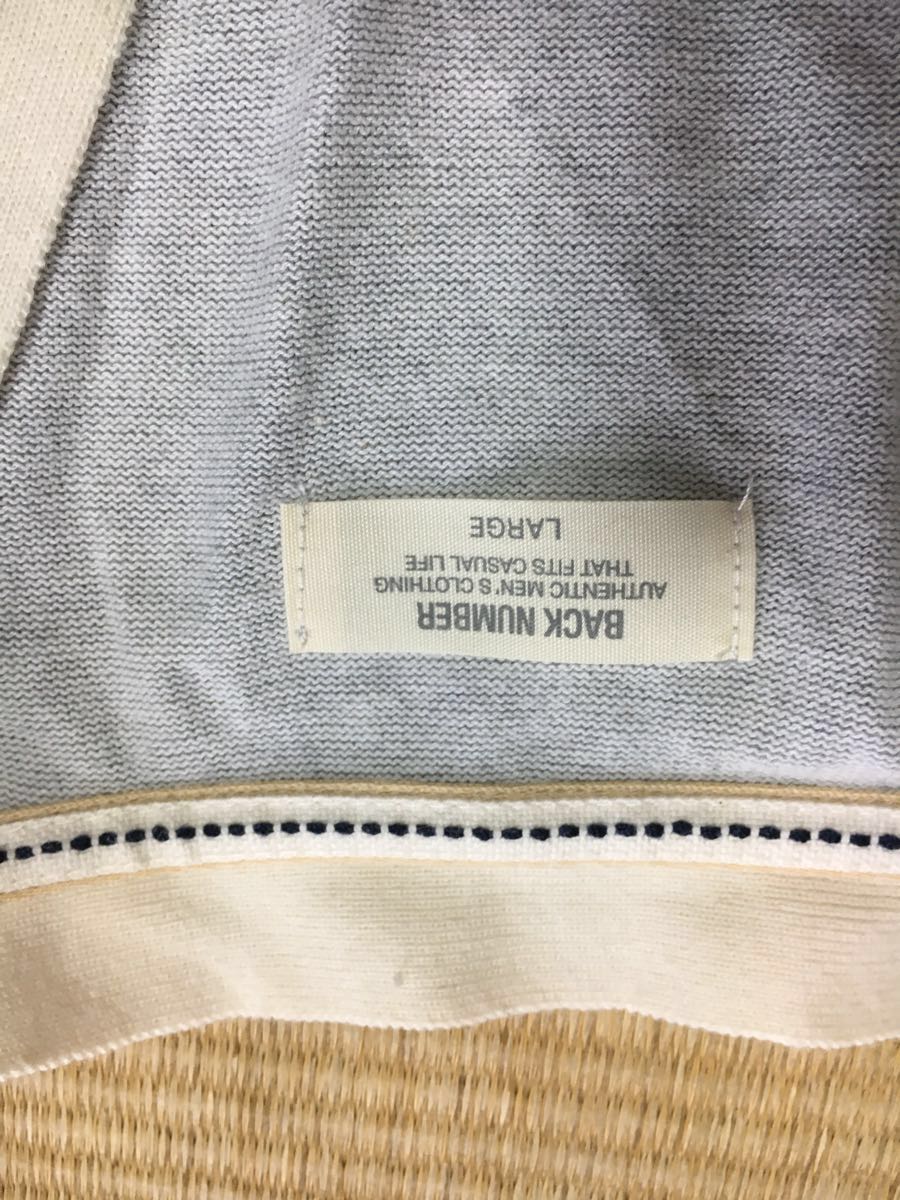 BACK NUMBER
AUTHENTIC MEN'S CLOTHING
THAT FITS CASUAL LIFE
LARGE